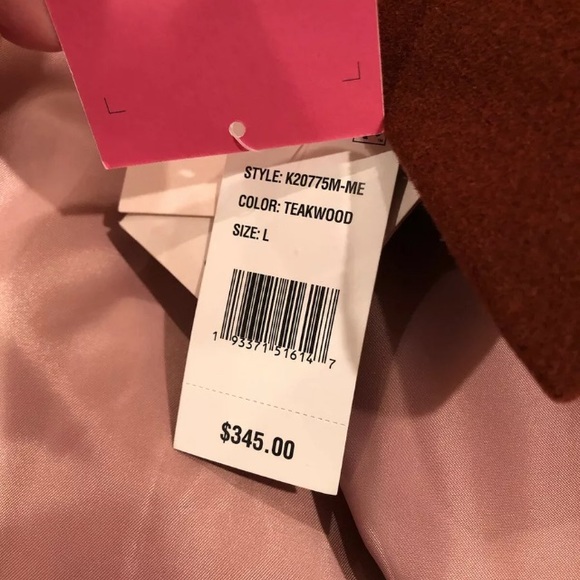 STYLE: K20775M-ME
COLOR: TEAKWOOD
SIZE: L
1 93371 51614 7
$345.00